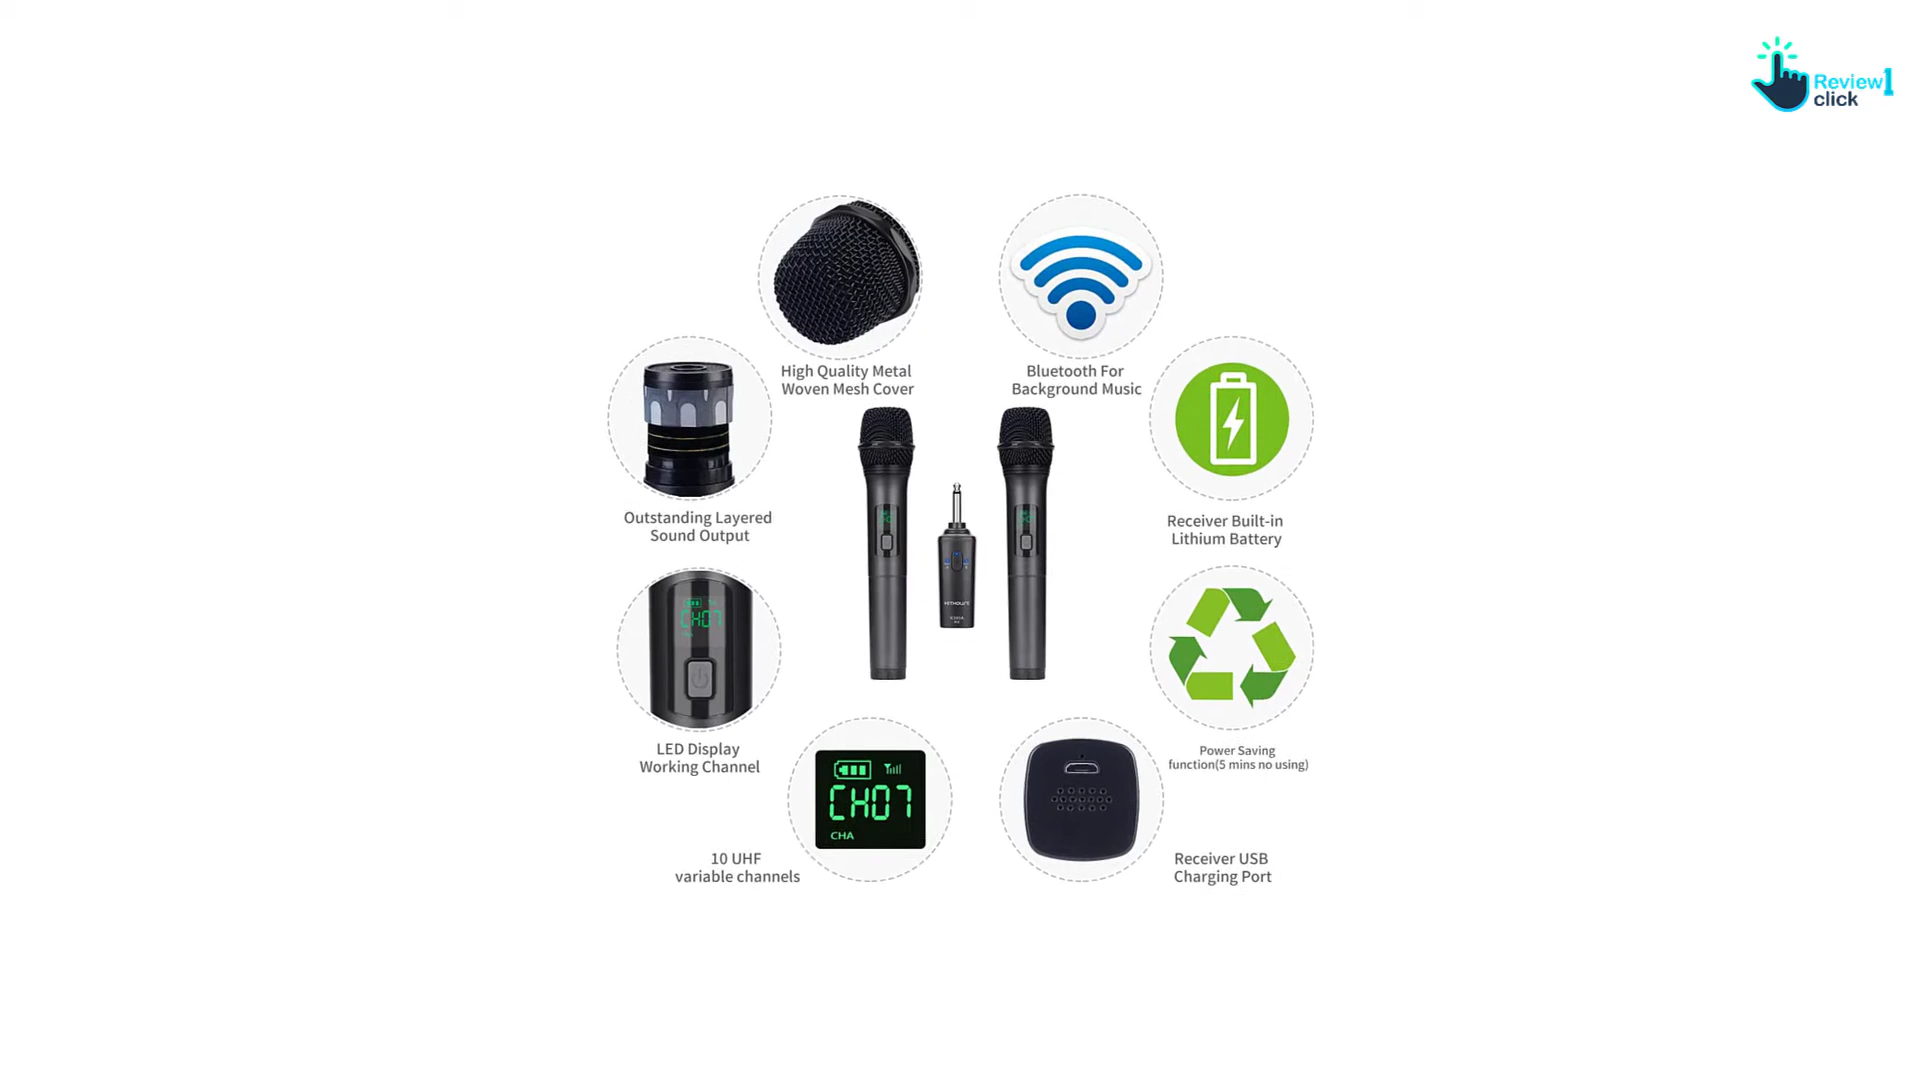 Review1
click
High Quality Metal
Woven Mesh Cover
Bluetooth For
Background Music
Outstanding Layered
Sound Output
Receiver Built-in
Lithium Battery
CH07
LED Display
Working Channel
Power Saving
function(5 mins no using)
CH07
CHA
10 UHF
variable channels
Receiver USB
Charging Port